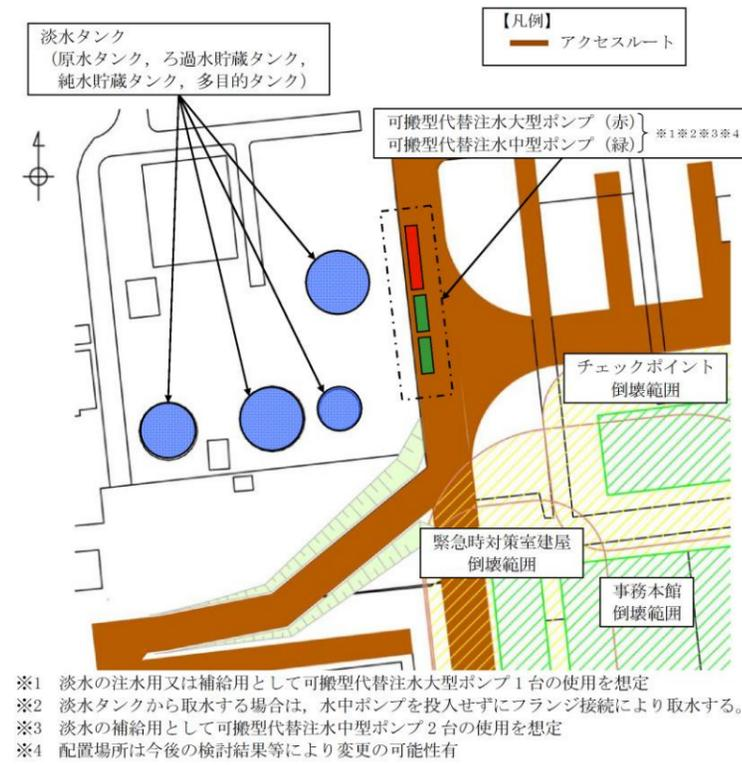 【凡例】
アクセスルート
淡水タンク
（原水タンク，ろ過水貯蔵タンク，
純水貯蔵タンク，多目的タンク）
可搬型代替注水大型ポンプ（赤）
可搬型代替注水中型ポンプ（緑）
※1※2※3※4
チェックポイント
倒壊範囲
緊急時対策室建屋
倒壊範囲
事務本館
倒壊範囲
※1 淡水の注水用又は補給用として可搬型代替注水大型ポンプ1台の使用を想定
※2 淡水タンクから取水する場合は，水中ポンプを投入せずにフランジ接続により取水する。
※3 淡水の補給用として可搬型代替注水中型ポンプ2台の使用を想定
※4 配置場所は今後の検討結果等により変更の可能性有